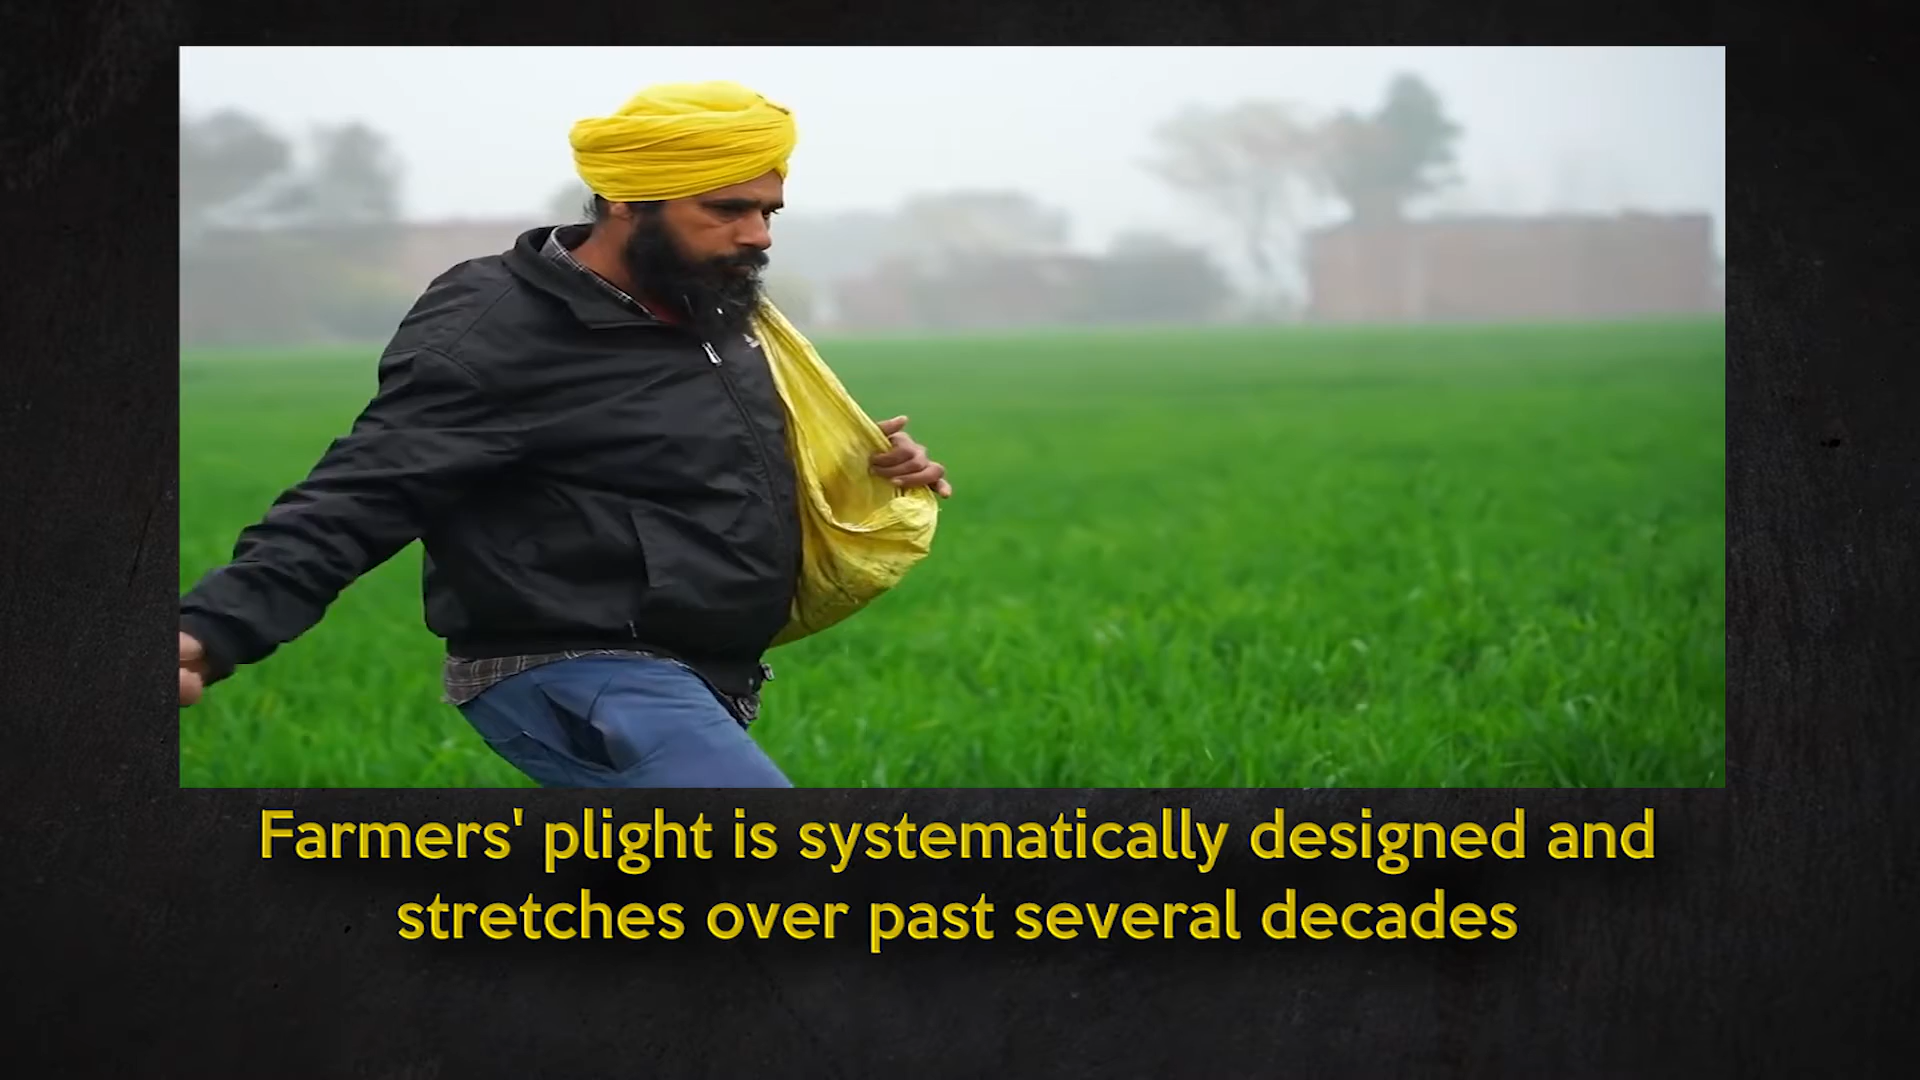 Farmers' plight is systematically designed and
stretches over past several decades